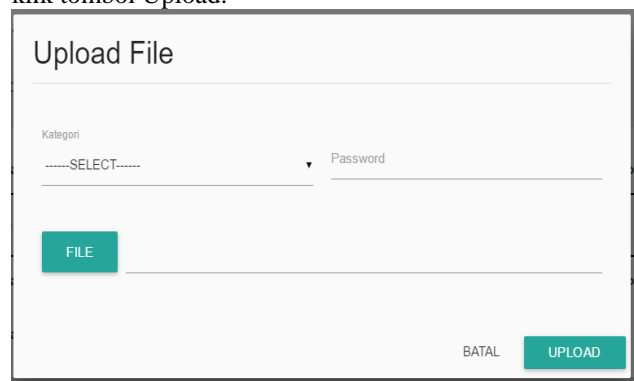 klik tombol Upload.
Upload File
Kategori
------SELECT------
Password
FILE
BATAL UPLOAD